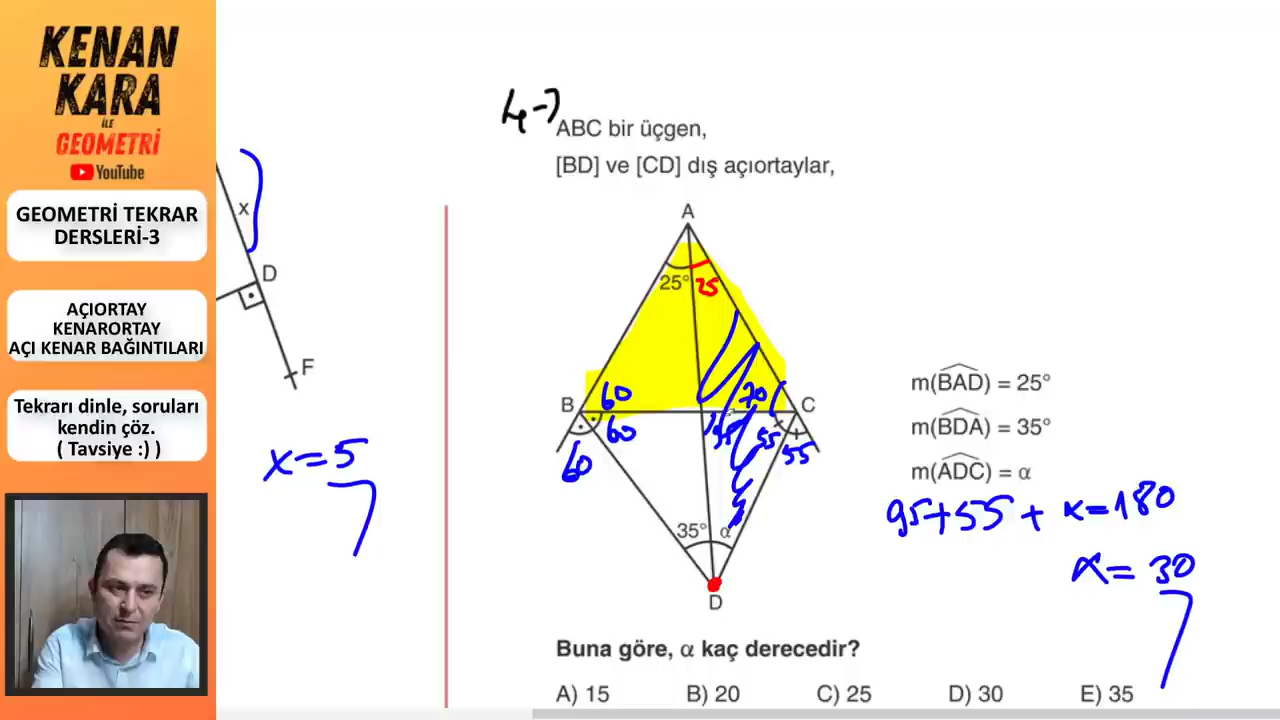 KENAN
KARA
İLE
GEOMETRİ
YouTube
GEOMETRİ TEKRAR
DERSLERİ-3
AÇIORTAY
KENARORTAY
AÇI KENAR BAĞINTILARI
Tekrarı dinle, soruları
kendin çöz.
( Tavsiye :) )
x
D
F
x=5
4-)
ABC bir üçgen,
[BD] ve [CD] dış açıortaylar,
A
25° 25
B 60 70 C
60 55 55
60
35° α
D
m(BAD) = 25°
m(BDA) = 35°
m(ADC) = α
95+55+α=180
α=30
Buna göre, α kaç derecedir?
A) 15 B) 20 C) 25 D) 30 E) 35